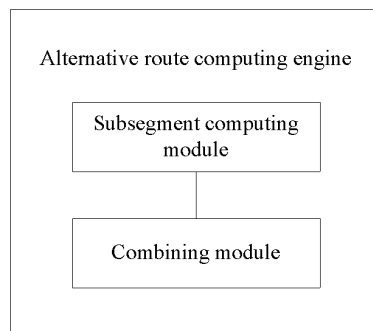 Alternative route computing engine
Subsegment computing
module
Combining module